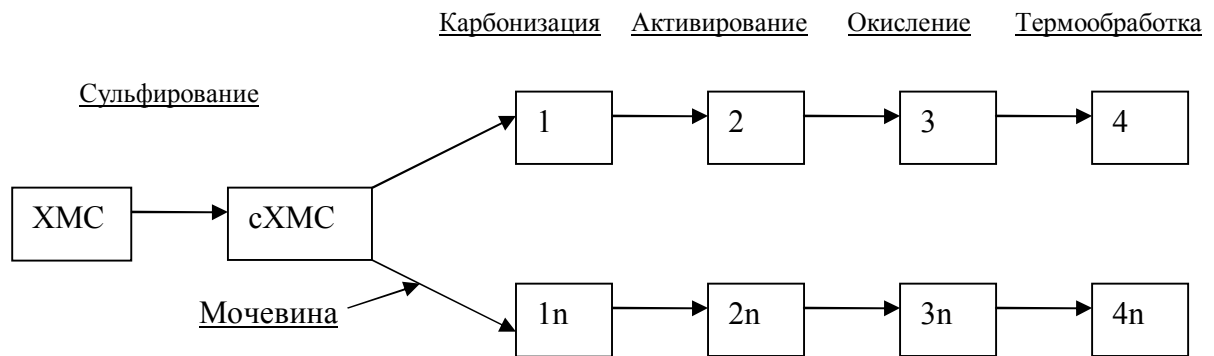 Карбонизация Активирование Окисление Термообработка
Сульфирование
1 2 3 4
ХМС сХМС
Мочевина
1n 2n 3n 4n